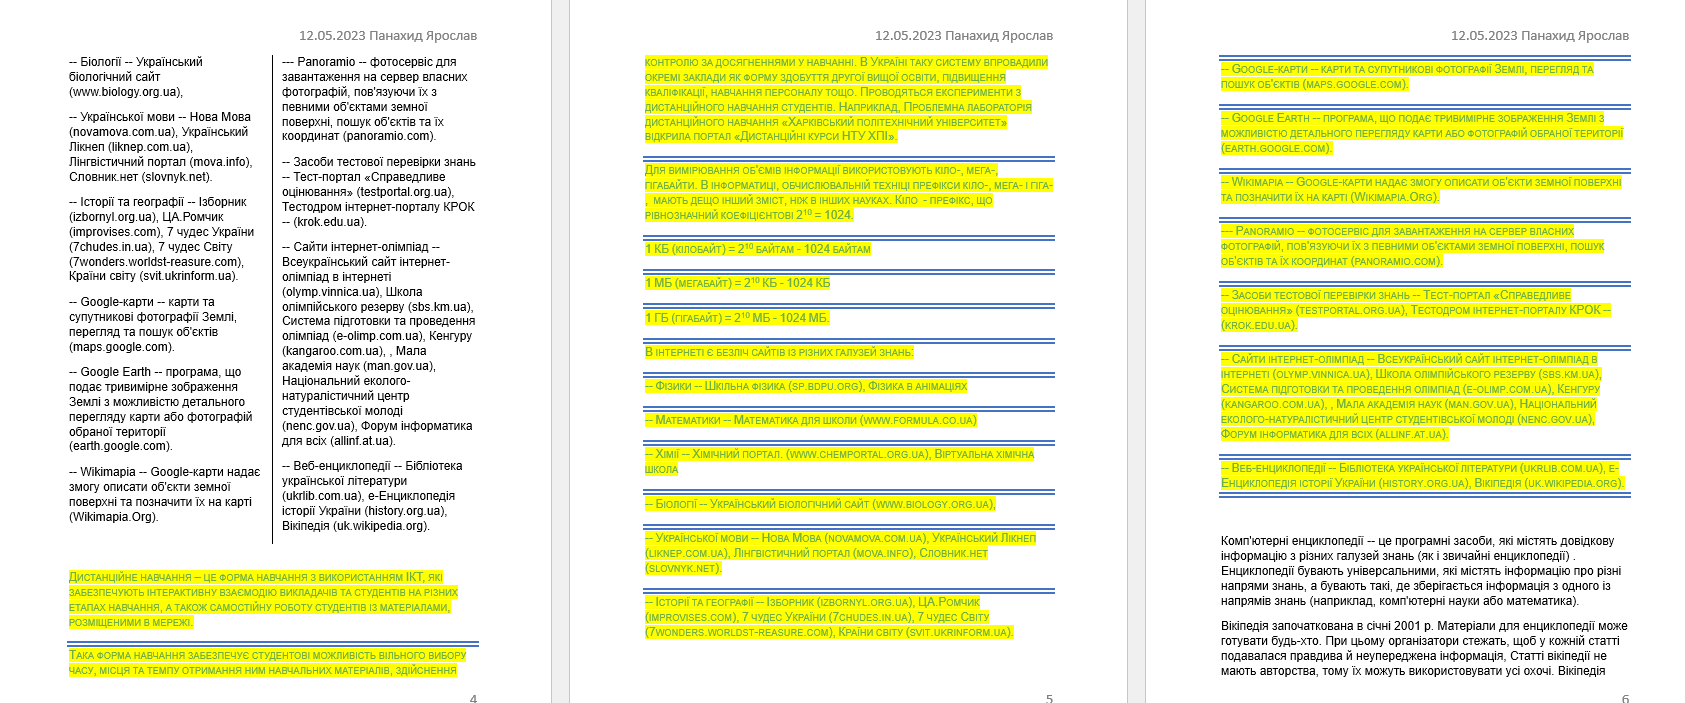 12.05.2023 Панахид Ярослав
-- Біології -- Український
біологічний сайт
(www.biology.org.ua),
-- Української мови -- Нова Мова
(novamova.com.ua), Український
Лікнеп (liknep.com.ua),
Лінгвістичний портал (mova.info),
Словник.нет (slovnyk.net).
-- Історії та географії -- Ізборник
(izbornyl.org.ua), ЦА.Ромчик
(improvises.com), 7 чудес України
(7chudes.in.ua), 7 чудес Світу
(7wonders.worldst-reasure.com),
Країни світу (svit.ukrinform.ua).
-- Google-карти -- карти та
супутникові фотографії Землі,
перегляд та пошук об'єктів
(maps.google.com).
-- Google Earth -- програма, що
подає тривимірне зображення
Землі з можливістю детального
перегляду карти або фотографій
обраної території
(earth.google.com).
-- Wikimapia -- Google-карти надає
змогу описати об'єкти земної
поверхні та позначити їх на карті
(Wikimapia.Org).
--- Panoramio -- фотосервіс для
завантаження на сервер власних
фотографій, пов'язуючи їх з
певними об'єктами земної
поверхні, пошук об'єктів та їх
координат (panoramio.com).
-- Засоби тестової перевірки знань
-- Тест-портал «Справедливе
оцінювання» (testportal.org.ua),
Тестодром інтернет-порталу КРОК
-- (krok.edu.ua).
-- Сайти інтернет-олімпіад --
Всеукраїнський сайт інтернет-
олімпіад в інтернеті
(olymp.vinnica.ua), Школа
олімпійського резерву (sbs.km.ua),
Система підготовки та проведення
олімпіад (e-olimp.com.ua), Кенгуру
(kangaroo.com.ua), , Мала
академія наук (man.gov.ua),
Національний еколого-
натуралістичний центр
студентівської молоді
(nenc.gov.ua), Форум інформатика
для всіх (allinf.at.ua).
-- Веб-енциклопедії -- Бібліотека
української літератури
(ukrlib.com.ua), е-Енциклопедія
історії України (history.org.ua),
Вікіпедія (uk.wikipedia.org).
Дистанційне навчання – це форма навчання з використанням ІКТ, які
забезпечують інтерактивну взаємодію викладачів та студентів на різних
етапах навчання, а також самостійну роботу студентів із матеріалами,
розміщеними в мережі.
Така форма навчання забезпечує студентові можливість вільного вибору
часу, місця та темпу отримання ним навчальних матеріалів, здійснення
4
12.05.2023 Панахид Ярослав
контролю за досягненнями у навчанні. В Україні таку систему впровадили
окремі заклади як форму здобуття другої вищої освіти, підвищення
кваліфікації, навчання персоналу тощо. Проводяться експерименти з
дистанційного навчання студентів. Наприклад, Проблемна лабораторія
дистанційного навчання «Харківський політехнічний університет»
відкрила портал «Дистанційні курси НТУ ХПІ».
Для вимірювання об'ємів інформації використовують кіло-, мега-,
гігабайти. В інформатиці, обчислювальній техніці префікси кіло-, мега- і гіга-
, мають дещо інший зміст, ніж в інших науках. Кіло - префікс, що
рівнозначний коефіцієнтові 2¹⁰ = 1024.
1 КБ (кілобайт) = 2¹⁰ байтам - 1024 байтам
1 МБ (мегабайт) = 2¹⁰ КБ - 1024 КБ
1 ГБ (гігабайт) = 2¹⁰ МБ - 1024 МБ.
В інтернеті є безліч сайтів із різних галузей знань:
-- Фізики -- Шкільна фізика (sp.bdpu.org), Фізика в анімаціях
-- Математики -- Математика для школи (www.formula.co.ua)
-- Хімії -- Хімічний портал. (www.chemportal.org.ua), Віртуальна хімічна
школа
-- Біології -- Український біологічний сайт (www.biology.org.ua),
-- Української мови -- Нова Мова (novamova.com.ua), Український Лікнеп
(liknep.com.ua), Лінгвістичний портал (mova.info), Словник.нет
(slovnyk.net).
-- Історії та географії -- Ізборник (izbornyl.org.ua), ЦА.Ромчик
(improvises.com), 7 чудес України (7chudes.in.ua), 7 чудес Світу
(7wonders.worldst-reasure.com), Країни світу (svit.ukrinform.ua).
5
12.05.2023 Панахид Ярослав
-- Google-карти -- карти та супутникові фотографії Землі, перегляд та
пошук об'єктів (maps.google.com).
-- Google Earth -- програма, що подає тривимірне зображення Землі з
можливістю детального перегляду карти або фотографій обраної території
(earth.google.com).
-- Wikimapia -- Google-карти надає змогу описати об'єкти земної поверхні
та позначити їх на карті (Wikimapia.Org).
--- Panoramio -- фотосервіс для завантаження на сервер власних
фотографій, пов'язуючи їх з певними об'єктами земної поверхні, пошук
об'єктів та їх координат (panoramio.com).
-- Засоби тестової перевірки знань -- Тест-портал «Справедливе
оцінювання» (testportal.org.ua), Тестодром інтернет-порталу КРОК --
(krok.edu.ua).
-- Сайти інтернет-олімпіад -- Всеукраїнський сайт інтернет-олімпіад в
інтернеті (olymp.vinnica.ua), Школа олімпійського резерву (sbs.km.ua),
Система підготовки та проведення олімпіад (e-olimp.com.ua), Кенгуру
(kangaroo.com.ua), , Мала академія наук (man.gov.ua), Національний
еколого-натуралістичний центр студентівської молоді (nenc.gov.ua),
Форум інформатика для всіх (allinf.at.ua).
-- Веб-енциклопедії -- Бібліотека української літератури (ukrlib.com.ua), е-
Енциклопедія історії України (history.org.ua), Вікіпедія (uk.wikipedia.org).
Комп'ютерні енциклопедії -- це програмні засоби, які містять довідкову
інформацію з різних галузей знань (як і звичайні енциклопедії) .
Енциклопедії бувають універсальними, які містять інформацію про різні
напрями знань, а бувають такі, де зберігається інформація з одного із
напрямів знань (наприклад, комп'ютерні науки або математика).
Вікіпедія започаткована в січні 2001 р. Матеріали для енциклопедії може
готувати будь-хто. При цьому організатори стежать, щоб у кожній статті
подавалася правдива й неупереджена інформація, Статті вікіпедії не
мають авторства, тому їх можуть використовувати усі охочі. Вікіпедія
6